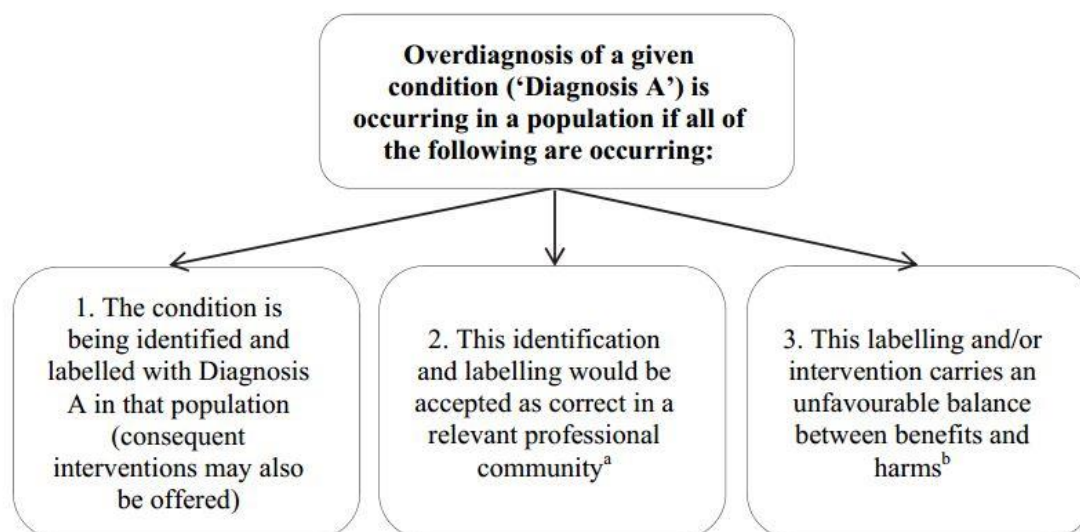 Overdiagnosis of a given
condition (‘Diagnosis A’) is
occurring in a population if all of
the following are occurring:
1. The condition is
being identified and
labelled with Diagnosis
A in that population
(consequent
interventions may also
be offered)
2. This identification
and labelling would be
accepted as correct in a
relevant professional
communityᵃ
3. This labelling and/or
intervention carries an
unfavourable balance
between benefits and
harmsᵇ